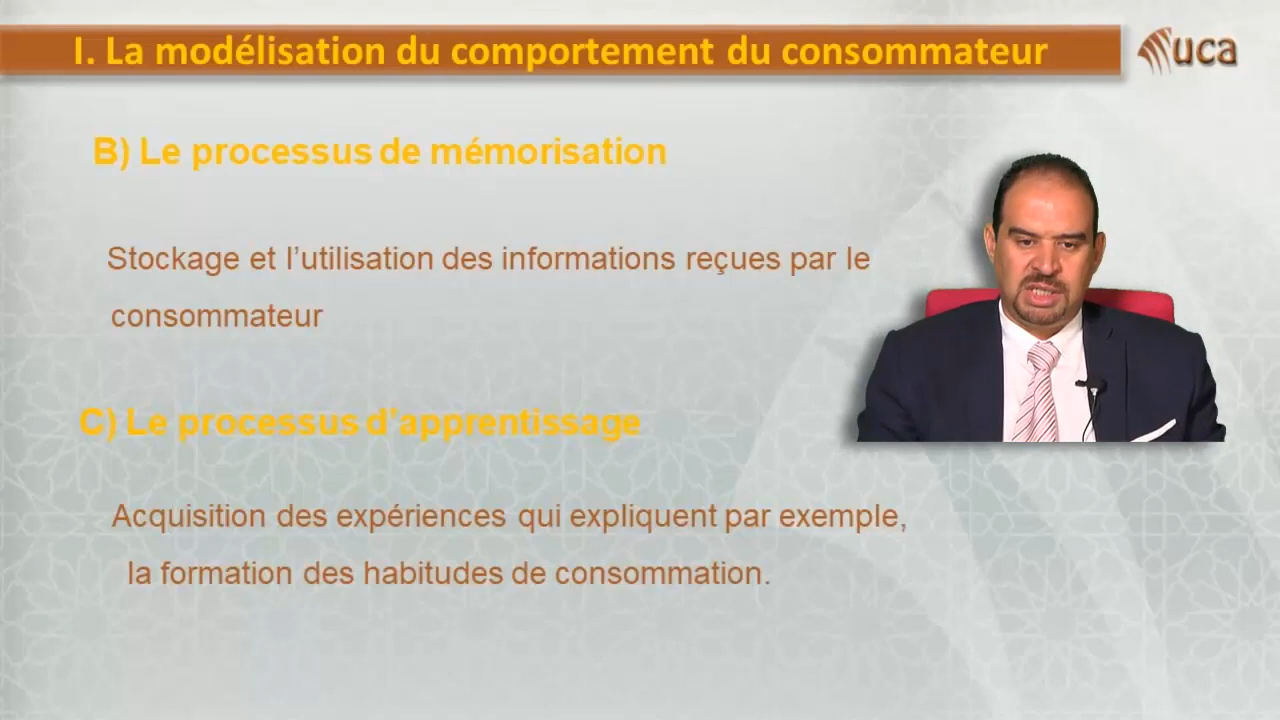 I. La modélisation du comportement du consommateur
uca
B) Le processus de mémorisation
Stockage et l’utilisation des informations reçues par le
consommateur
C) Le processus d’apprentissage
Acquisition des expériences qui expliquent par exemple,
la formation des habitudes de consommation.